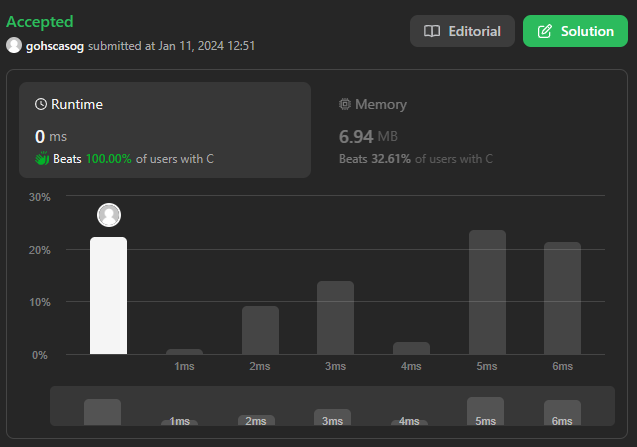 Accepted
gohscasog submitted at Jan 11, 2024 12:51
Editorial
Solution
Runtime
0 ms
Beats 100.00% of users with C
Memory
6.94 MB
Beats 32.61% of users with C
30%
20%
10%
0%
1ms 2ms 3ms 4ms 5ms 6ms
1ms 2ms 3ms 4ms 5ms 6ms